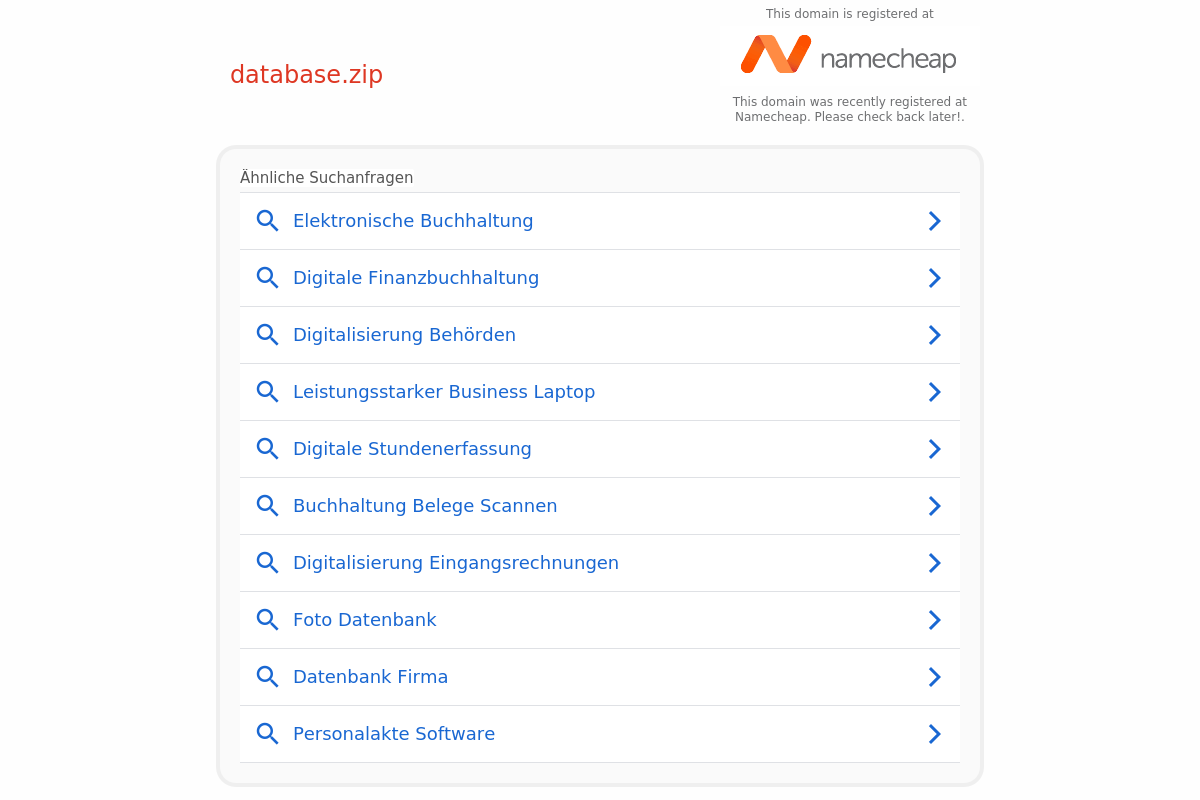 This domain is registered at
namecheap
database.zip
This domain was recently registered at
Namecheap. Please check back later!.
Ähnliche Suchanfragen
Elektronische Buchhaltung
Digitale Finanzbuchhaltung
Digitalisierung Behörden
Leistungsstarker Business Laptop
Digitale Stundenerfassung
Buchhaltung Belege Scannen
Digitalisierung Eingangsrechnungen
Foto Datenbank
Datenbank Firma
Personalakte Software